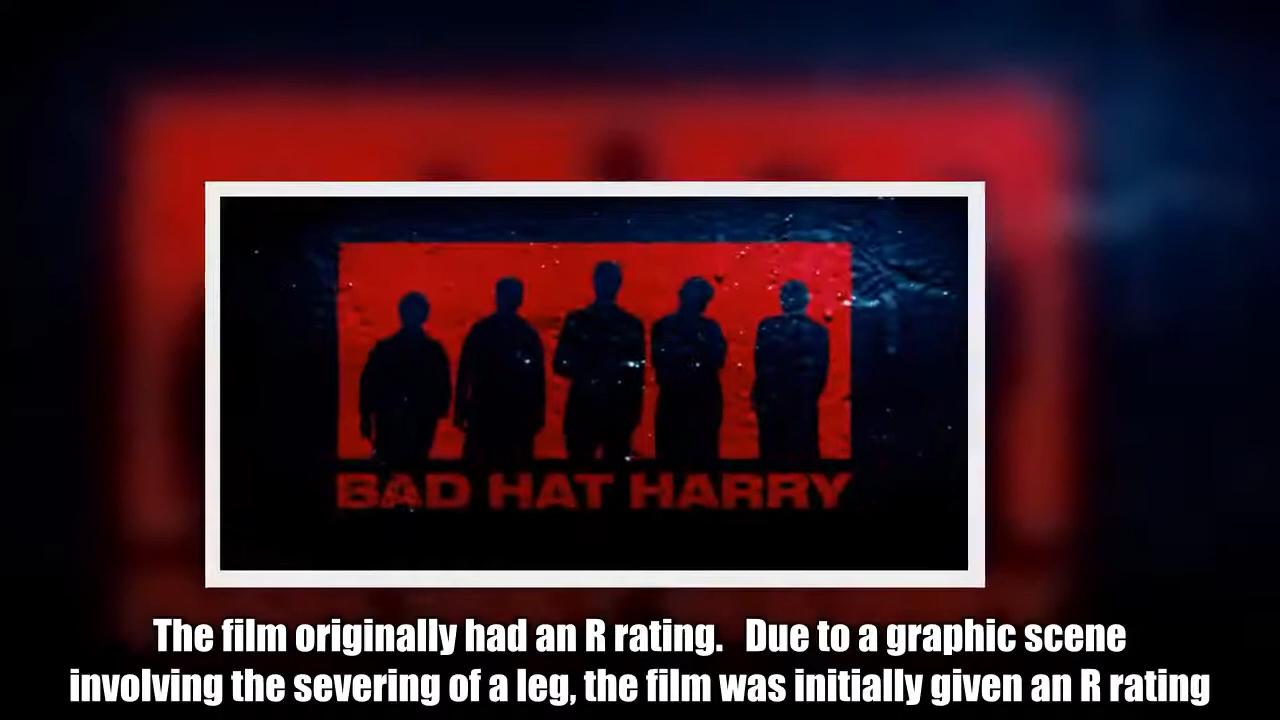 BAD HAT HARRY
The film originally had an R rating. Due to a graphic scene
involving the severing of a leg, the film was initially given an R rating